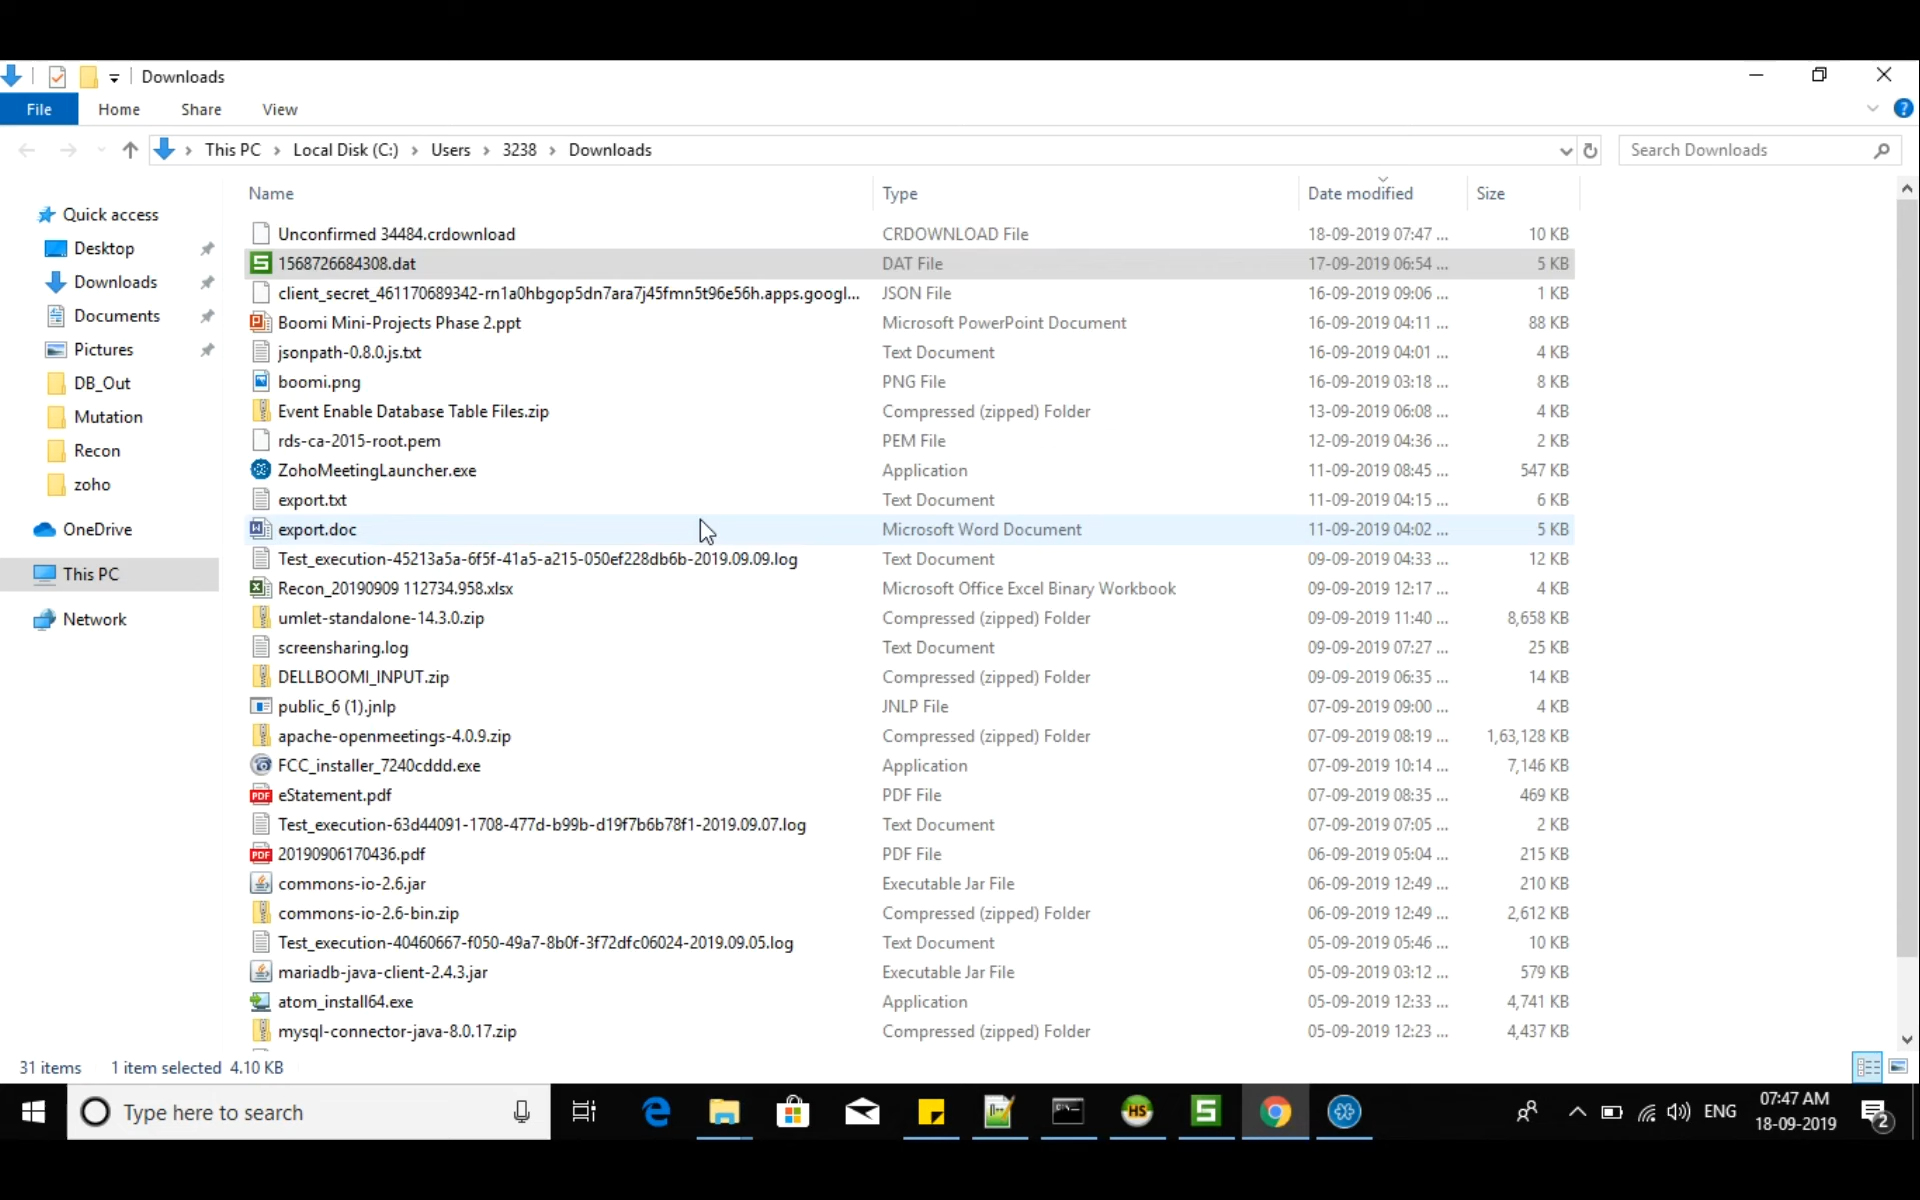 Downloads
File Home Share View
This PC Local Disk (C:) Users 3238 Downloads Search Downloads
Name Type Date modified Size
Quick access
Desktop
Downloads
Documents
Pictures
DB_Out
Mutation
Recon
zoho
OneDrive
This PC
Network
Unconfirmed 34484.crdownload CRDOWNLOAD File 18-09-2019 07:47 ... 10 KB
1568726684308.dat DAT File 17-09-2019 06:54 ... 5 KB
client_secret_461170689342-rn1a0hbgop5dn7ara7j45fmn5t96e56h.apps.googl... JSON File 16-09-2019 09:06 ... 1 KB
Boomi Mini-Projects Phase 2.ppt Microsoft PowerPoint Document 16-09-2019 04:11 ... 88 KB
jsonpath-0.8.0.js.txt Text Document 16-09-2019 04:01 ... 4 KB
boomi.png PNG File 16-09-2019 03:18 ... 8 KB
Event Enable Database Table Files.zip Compressed (zipped) Folder 13-09-2019 06:08 ... 4 KB
rds-ca-2015-root.pem PEM File 12-09-2019 04:36 ... 2 KB
ZohoMeetingLauncher.exe Application 11-09-2019 08:45 ... 547 KB
export.txt Text Document 11-09-2019 04:15 ... 6 KB
export.doc Microsoft Word Document 11-09-2019 04:02 ... 5 KB
Test_execution-45213a5a-6f5f-41a5-a215-050ef228db6b-2019.09.09.log Text Document 09-09-2019 04:33 ... 12 KB
Recon_20190909 112734.958.xlsx Microsoft Office Excel Binary Workbook 09-09-2019 12:17 ... 4 KB
umlet-standalone-14.3.0.zip Compressed (zipped) Folder 09-09-2019 11:40 ... 8,658 KB
screensharing.log Text Document 09-09-2019 07:27 ... 25 KB
DELLBOOMI_INPUT.zip Compressed (zipped) Folder 09-09-2019 06:35 ... 14 KB
public_6 (1).jnlp JNLP File 07-09-2019 09:00 ... 4 KB
apache-openmeetings-4.0.9.zip Compressed (zipped) Folder 07-09-2019 08:19 ... 1,63,128 KB
FCC_installer_7240cddd.exe Application 07-09-2019 10:14 ... 7,146 KB
eStatement.pdf PDF File 07-09-2019 08:35 ... 469 KB
Test_execution-63d44091-1708-477d-b99b-d19f7b6b78f1-2019.09.07.log Text Document 07-09-2019 07:05 ... 2 KB
20190906170436.pdf PDF File 06-09-2019 05:04 ... 215 KB
commons-io-2.6.jar Executable Jar File 06-09-2019 12:49 ... 210 KB
commons-io-2.6-bin.zip Compressed (zipped) Folder 06-09-2019 12:49 ... 2,612 KB
Test_execution-40460667-f050-49a7-8b0f-3f72dfc06024-2019.09.05.log Text Document 05-09-2019 05:46 ... 10 KB
mariadb-java-client-2.4.3.jar Executable Jar File 05-09-2019 03:12 ... 579 KB
atom_install64.exe Application 05-09-2019 12:33 ... 4,741 KB
mysql-connector-java-8.0.17.zip Compressed (zipped) Folder 05-09-2019 12:23 ... 4,437 KB
31 items 1 item selected 4.10 KB
Type here to search HS ENG 07:47 AM
18-09-2019 2